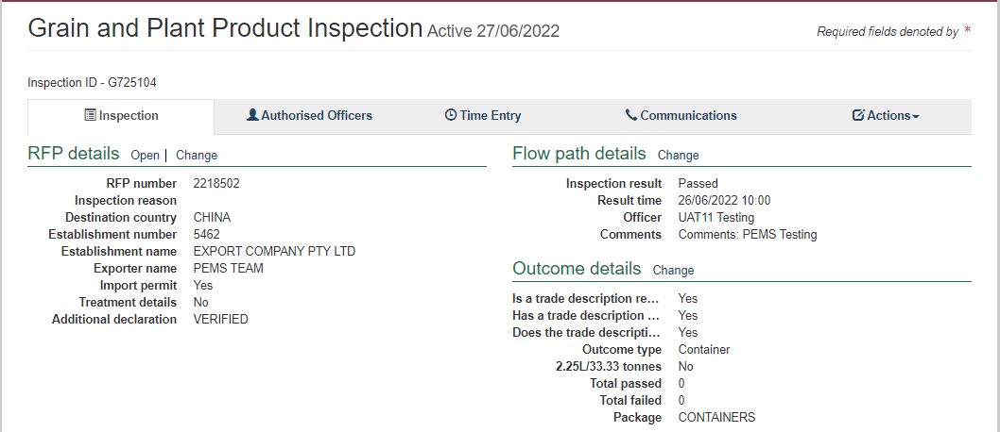 Grain and Plant Product Inspection Active 27/06/2022
Required fields denoted by *
Inspection ID - G725104
Inspection Authorised Officers Time Entry Communications Actions
RFP details Open | Change
RFP number 2218502
Inspection reason
Destination country CHINA
Establishment number 5462
Establishment name EXPORT COMPANY PTY LTD
Exporter name PEMS TEAM
Import permit Yes
Treatment details No
Additional declaration VERIFIED
Flow path details Change
Inspection result Passed
Result time 26/06/2022 10:00
Officer UAT11 Testing
Comments Comments: PEMS Testing
Outcome details Change
Is a trade description re... Yes
Has a trade description ... Yes
Does the trade descripti... Yes
Outcome type Container
2.25L/33.33 tonnes No
Total passed 0
Total failed 0
Package CONTAINERS